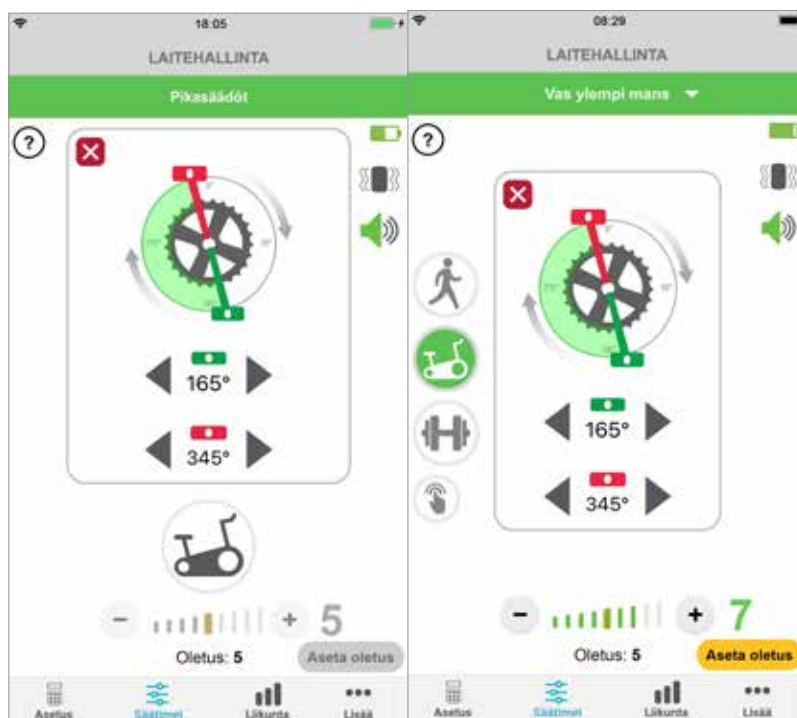 18:05
LAITEHALLINTA
Pikasäädöt
?
165°
345°
− + 5
Oletus: 5 Aseta oletus
Asetus Säätimet Liikunta Lisää
08:29
LAITEHALLINTA
Vas ylempi mans
?
165°
345°
− + 7
Oletus: 5 Aseta oletus
Asetus Säätimet Liikunta Lisää